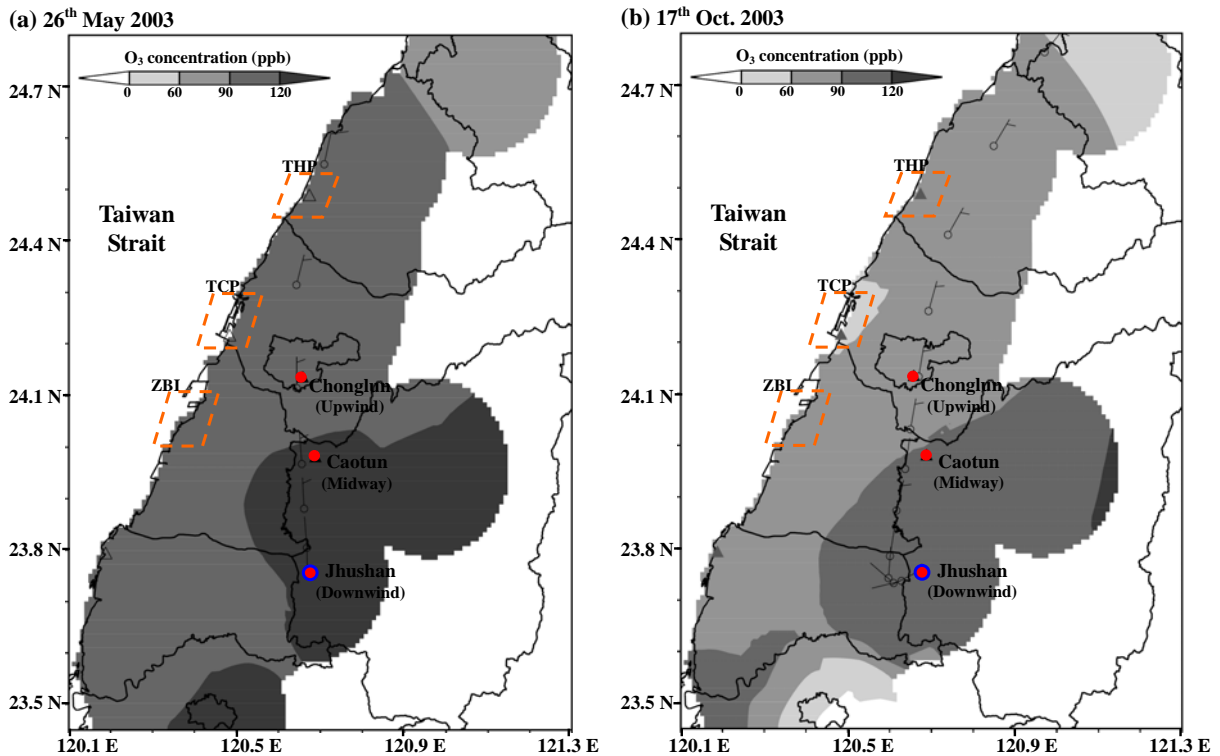 (a) 26th May 2003
O3 concentration (ppb)
0 60 90 120
24.7 N
24.4 N
24.1 N
23.8 N
23.5 N
120.1 E 120.5 E 120.9 E 121.3 E
Taiwan
Strait
THP
TCP
ZBI
Chonglun
(Upwind)
Caotun
(Midway)
Jhushan
(Downwind)
(b) 17th Oct. 2003
O3 concentration (ppb)
0 60 90 120
24.7 N
24.4 N
24.1 N
23.8 N
23.5 N
120.1 E 120.5 E 120.9 E 121.3 E
Taiwan
Strait
THP
TCP
ZBI
Chonglun
(Upwind)
Caotun
(Midway)
Jhushan
(Downwind)